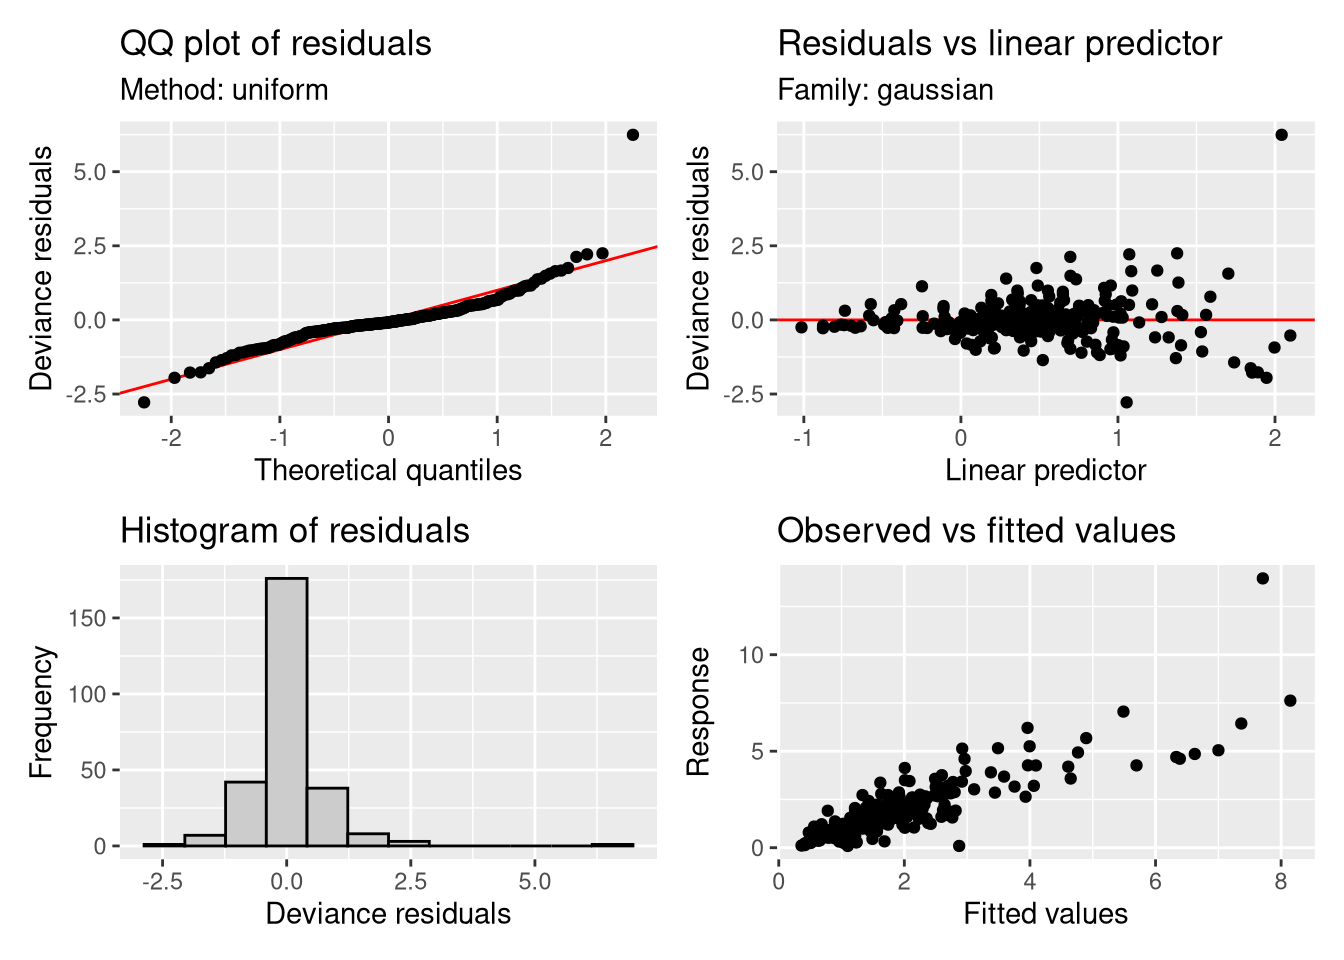 QQ plot of residuals
Method: uniform
Deviance residuals
5.0
2.5
0.0
-2.5
-2 -1 0 1 2
Theoretical quantiles
Residuals vs linear predictor
Family: gaussian
Deviance residuals
5.0
2.5
0.0
-2.5
-1 0 1 2
Linear predictor
Histogram of residuals
Frequency
150
100
50
0
-2.5 0.0 2.5 5.0
Deviance residuals
Observed vs fitted values
Response
10
5
0
0 2 4 6 8
Fitted values